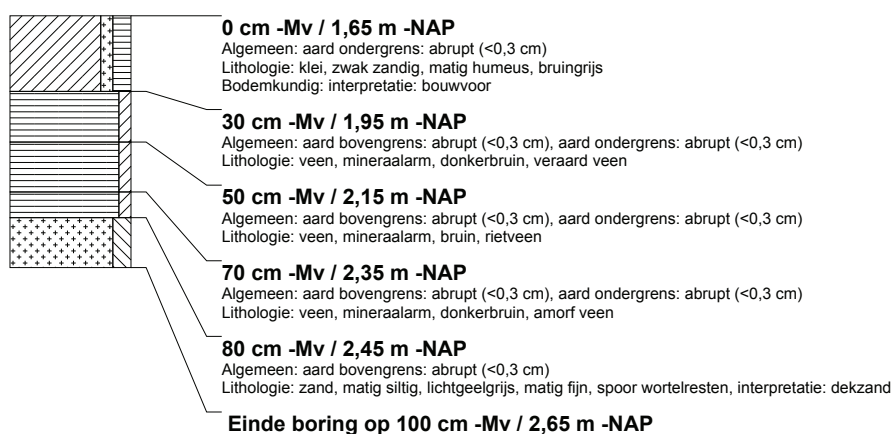 0 cm -Mv / 1,65 m -NAP
Algemeen: aard ondergrens: abrupt (<0,3 cm)
Lithologie: klei, zwak zandig, matig humeus, bruingrijs
Bodemkundig: interpretatie: bouwvoor
30 cm -Mv / 1,95 m -NAP
Algemeen: aard bovengrens: abrupt (<0,3 cm), aard ondergrens: abrupt (<0,3 cm)
Lithologie: veen, mineraalarm, donkerbruin, veraard veen
50 cm -Mv / 2,15 m -NAP
Algemeen: aard bovengrens: abrupt (<0,3 cm), aard ondergrens: abrupt (<0,3 cm)
Lithologie: veen, mineraalarm, bruin, rietveen
70 cm -Mv / 2,35 m -NAP
Algemeen: aard bovengrens: abrupt (<0,3 cm), aard ondergrens: abrupt (<0,3 cm)
Lithologie: veen, mineraalarm, donkerbruin, amorf veen
80 cm -Mv / 2,45 m -NAP
Algemeen: aard bovengrens: abrupt (<0,3 cm)
Lithologie: zand, matig siltig, lichtgeelgrijs, matig fijn, spoor wortelresten, interpretatie: dekzand
Einde boring op 100 cm -Mv / 2,65 m -NAP